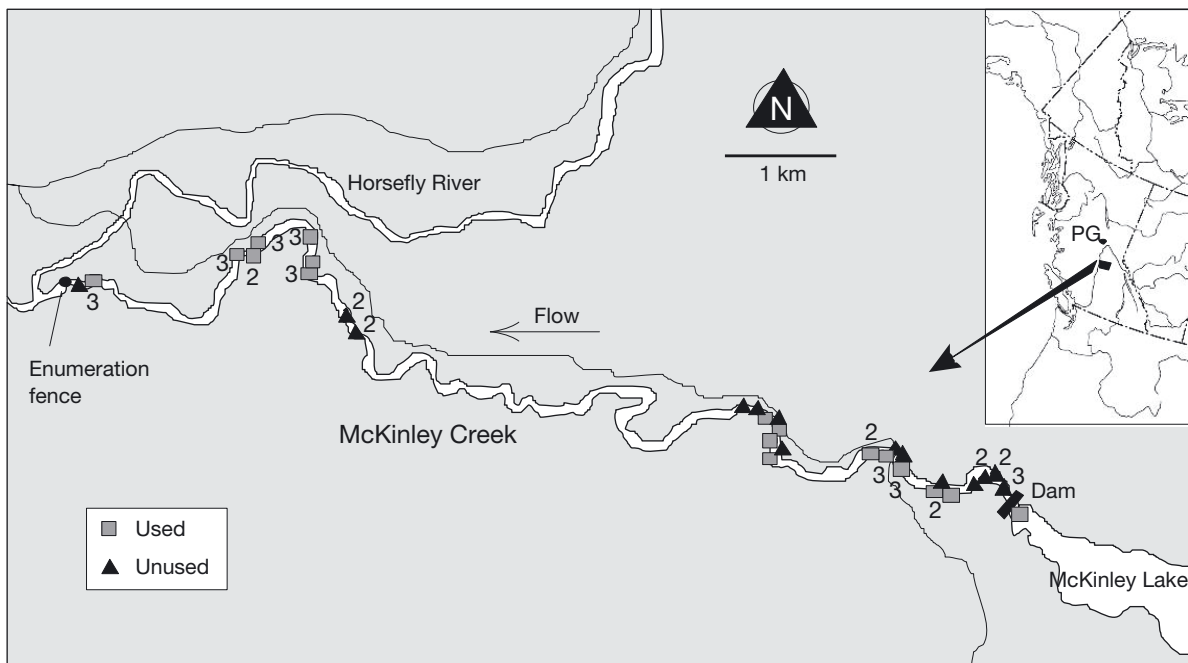 N
1 km
Horsefly River
PG
3
3
3
2
3
3
2
2
Flow
Enumeration
fence
McKinley Creek
2
3
3
2
2
2
3
Dam
Used
Unused
McKinley Lake